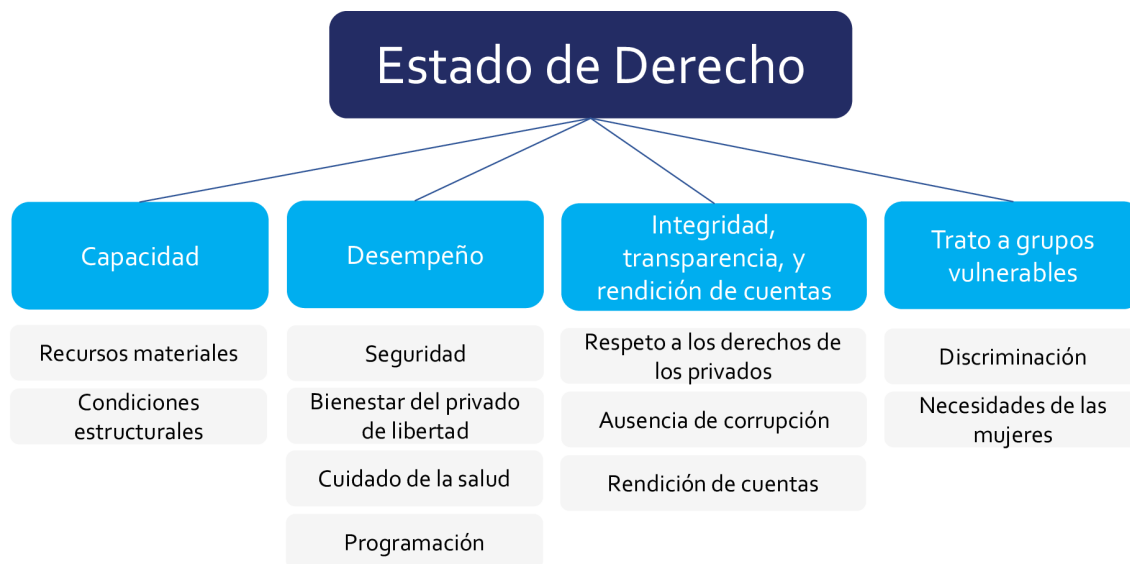 Estado de Derecho
Capacidad
Recursos materiales
Condiciones
estructurales
Desempeño
Seguridad
Bienestar del privado
de libertad
Cuidado de la salud
Programación
Integridad,
transparencia, y
rendición de cuentas
Respeto a los derechos de
los privados
Ausencia de corrupción
Rendición de cuentas
Trato a grupos
vulnerables
Discriminación
Necesidades de las
mujeres